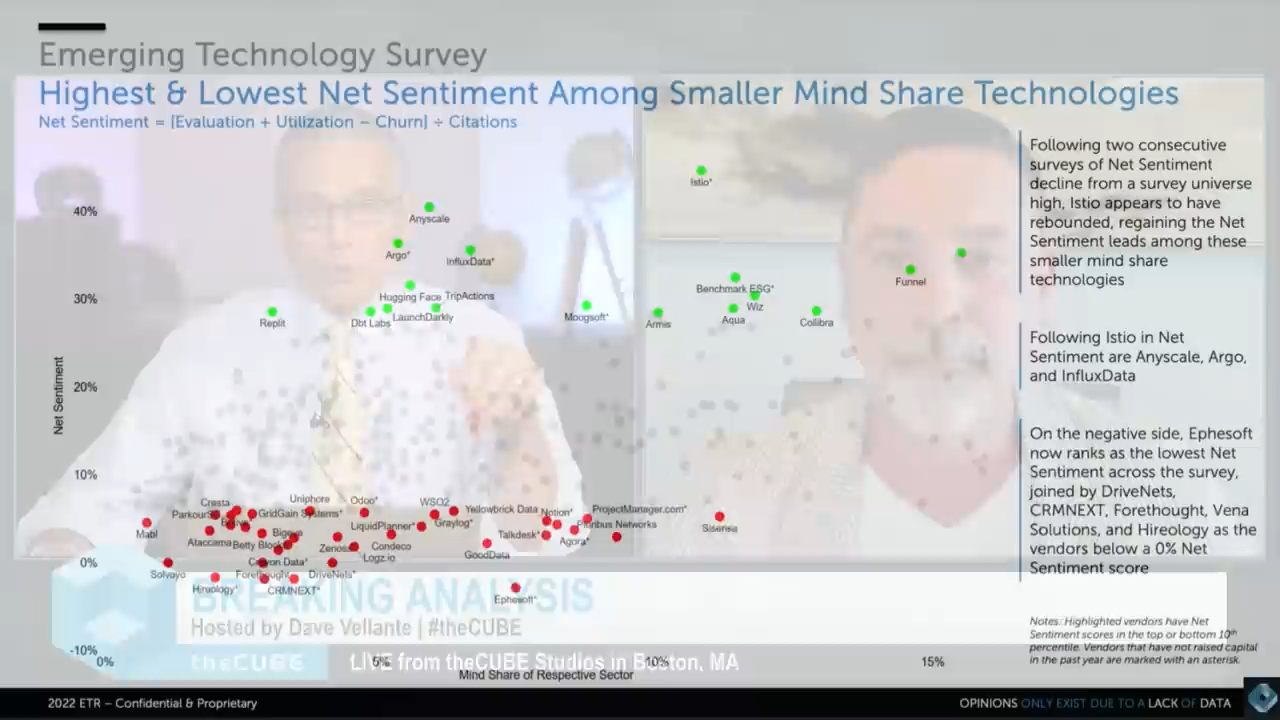 Emerging Technology Survey
Highest & Lowest Net Sentiment Among Smaller Mind Share Technologies
Net Sentiment = [Evaluation + Utilization – Churn] ÷ Citations
Following two consecutive
surveys of Net Sentiment
decline from a survey universe
high, Istio appears to have
rebounded, regaining the Net
Sentiment leads among these
smaller mind share
technologies
Following Istio in Net
Sentiment are Anyscale, Argo,
and InfluxData
On the negative side, Ephesoft
now ranks as the lowest Net
Sentiment across the survey,
joined by DriveNets,
CRMNEXT, Forethought, Vena
Solutions, and Hireology as the
vendors below a 0% Net
Sentiment score
Notes: Highlighted vendors have Net
Sentiment scores in the top or bottom 10th
percentile. Vendors that have not raised capital
in the past year are marked with an asterisk.
Net Sentiment
40%
30%
20%
10%
0%
-10%
Istio*
Anyscale
Argo*
InfluxData*
Funnel
Benchmark ESG*
Hugging Face
TripActions
Wiz
Replit
Dbt Labs
LaunchDarkly
Moogsoft*
Armis
Aqua
Collibra
Cresta
Uniphore
Odoo*
WSO2
Yellowbrick Data
Notion*
ProjectManager.com*
GridGain Systems*
Mabl
LiquidPlanner*
Graylog*
Talkdesk*
Pluribus Networks
Agora*
Sisense
Ataccama
Betty Blocks
Zenoss
Condeco
Logz.io
GoodData
Solvoyo
Canyon Data*
Forethought
DriveNets*
Hireology*
CRMNEXT*
Ephesoft*
BREAKING ANALYSIS
Hosted by Dave Vellante | #theCUBE
theCUBE
LIVE from theCUBE Studios in Boston, MA
0%
5%
10%
15%
Mind Share of Respective Sector
2022 ETR – Confidential & Proprietary
OPINIONS ONLY EXIST DUE TO A LACK OF DATA